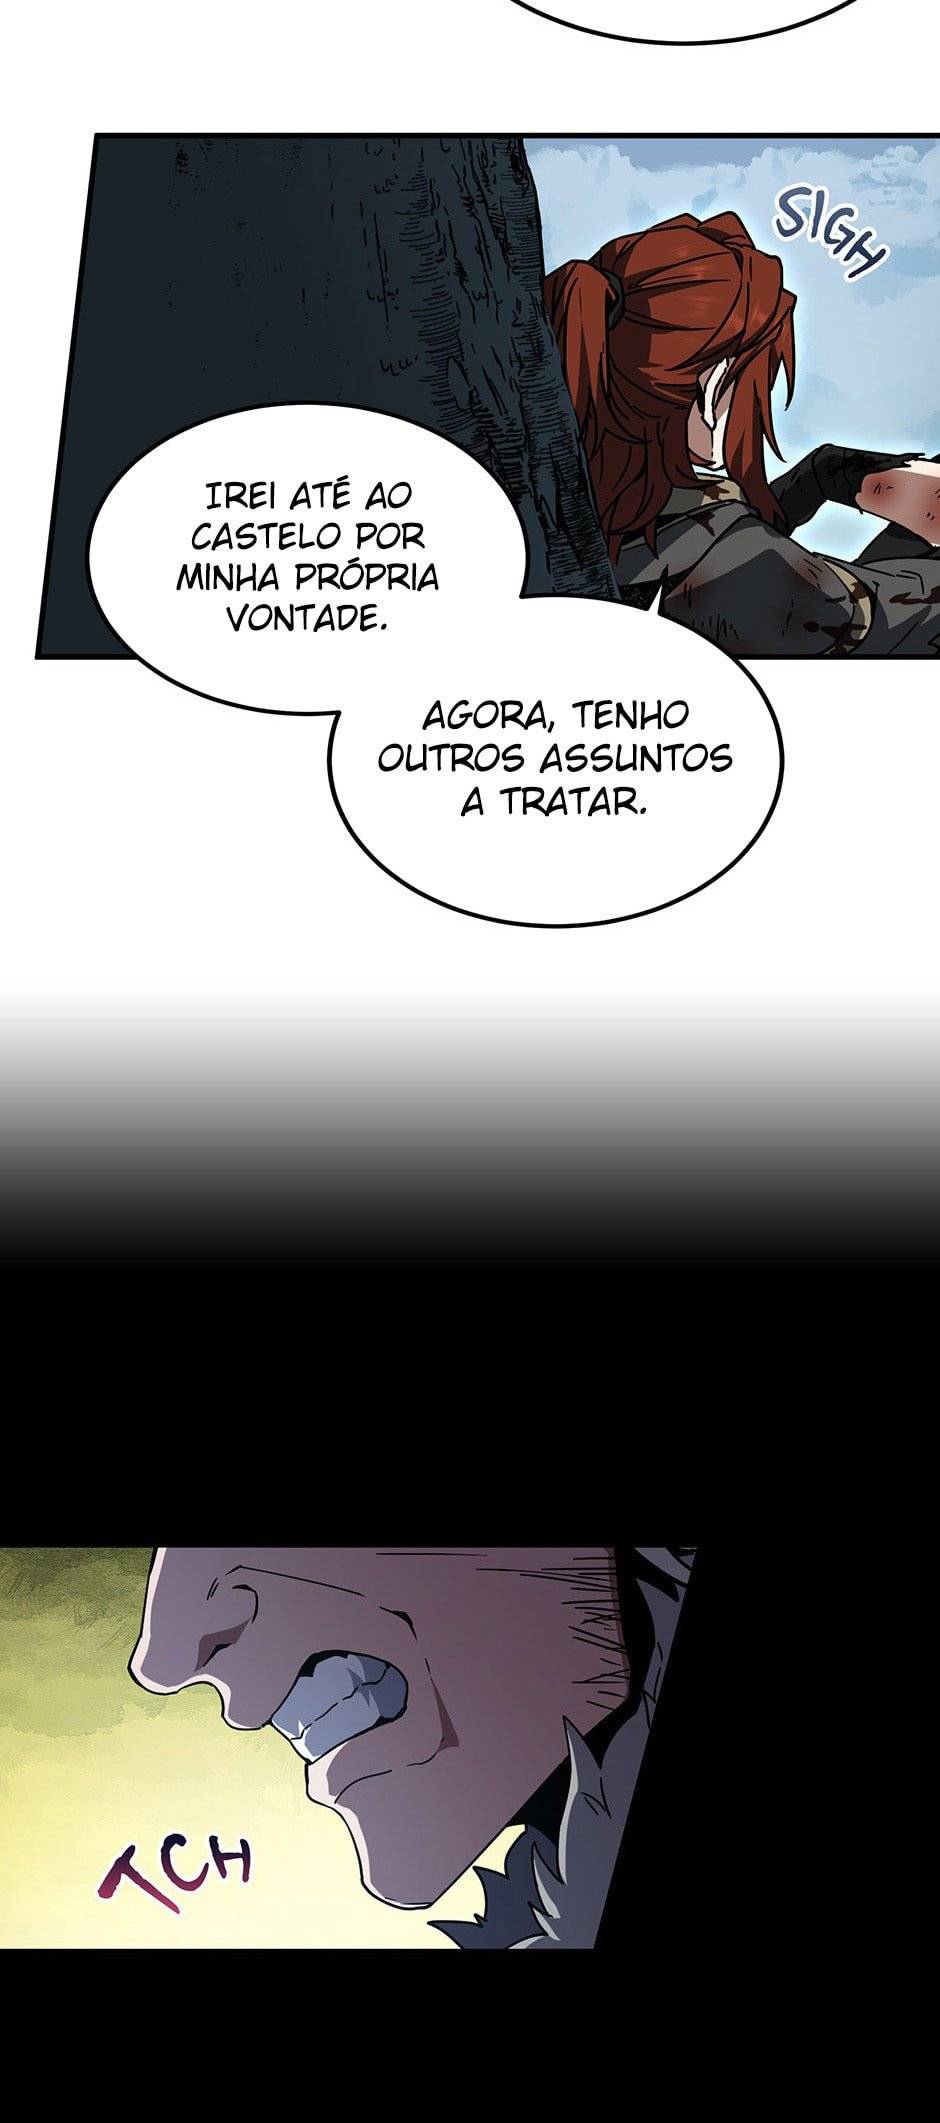 SIGH
IREI ATÉ AO
CASTELO POR
MINHA PRÓPRIA
VONTADE.
AGORA, TENHO
OUTROS ASSUNTOS
A TRATAR.
TCH